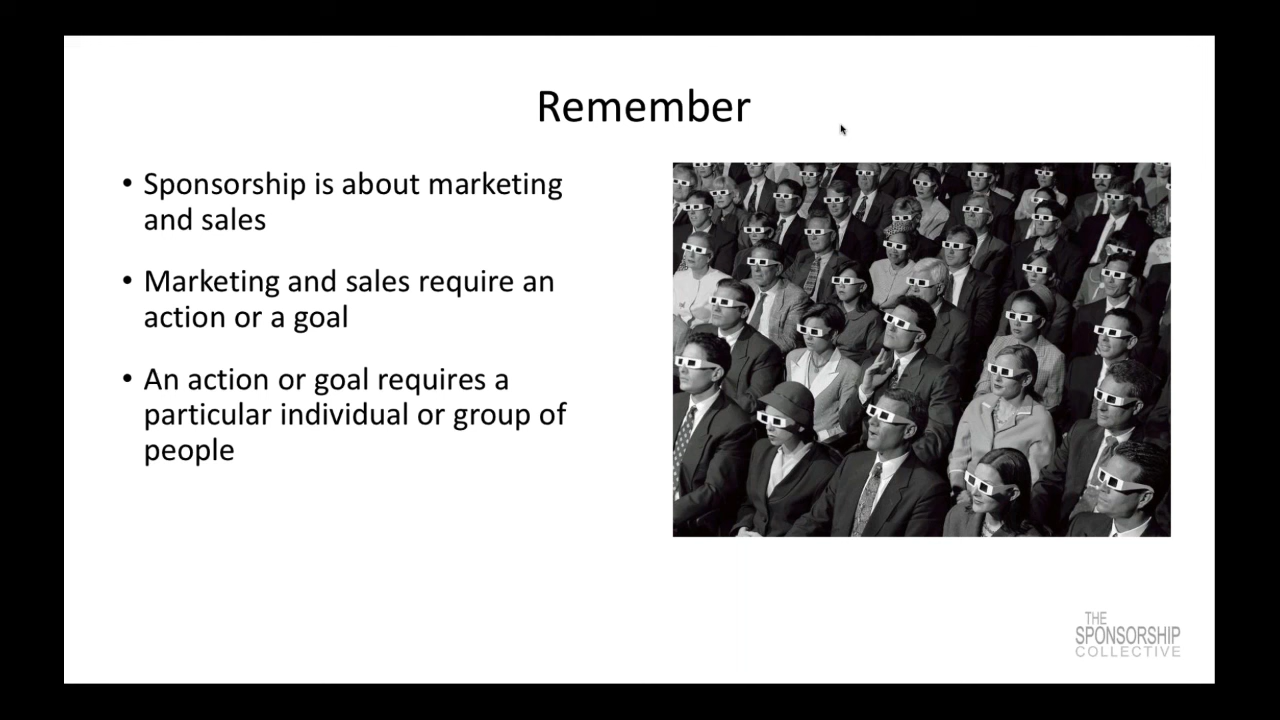 Remember
• Sponsorship is about marketing
and sales
• Marketing and sales require an
action or a goal
• An action or goal requires a
particular individual or group of
people
THE
SPONSORSHIP
COLLECTIVE